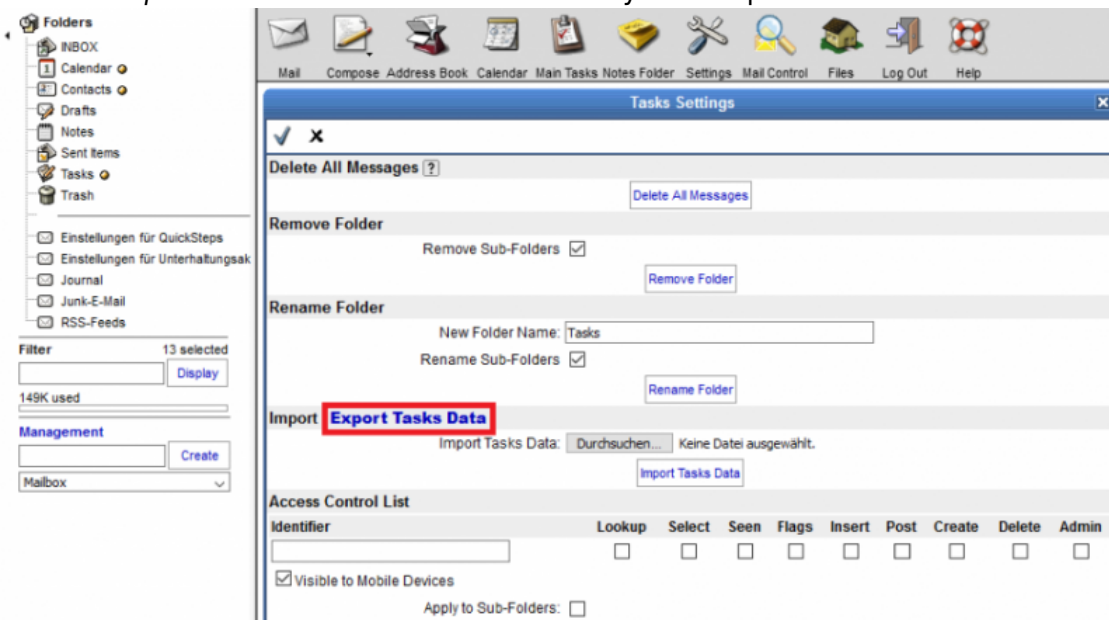 Folders
INBOX
Calendar
Contacts
Drafts
Notes
Sent Items
Tasks
Trash
Einstellungen für QuickSteps
Einstellungen für Unterhaltungsak
Journal
Junk-E-Mail
RSS-Feeds
Filter 13 selected
Display
149K used
Management
Create
Mailbox
Mail Compose Address Book Calendar Main Tasks Notes Folder Settings Mail Control Files Log Out Help
Tasks Settings
Delete All Messages ?
Delete All Messages
Remove Folder
Remove Sub-Folders
Remove Folder
Rename Folder
New Folder Name: Tasks
Rename Sub-Folders
Rename Folder
Import Export Tasks Data
Import Tasks Data: Durchsuchen... Keine Datei ausgewählt.
Import Tasks Data
Access Control List
Identifier Lookup Select Seen Flags Insert Post Create Delete Admin
Visible to Mobile Devices
Apply to Sub-Folders: